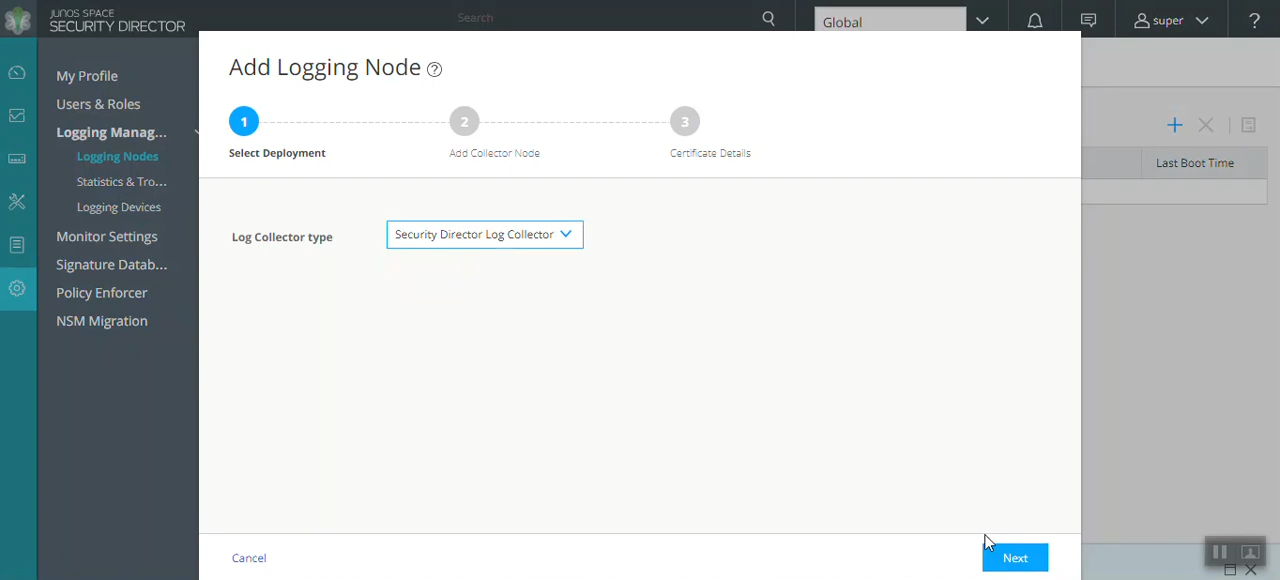 JUNOS SPACE
SECURITY DIRECTOR
Search
Global
super
?
My Profile
Users & Roles
Logging Manag...
Logging Nodes
Statistics & Tro...
Logging Devices
Monitor Settings
Signature Datab...
Policy Enforcer
NSM Migration
Add Logging Node ?
1
2
3
Select Deployment
Add Collector Node
Certificate Details
Last Boot Time
Log Collector type
Security Director Log Collector
Cancel
Next